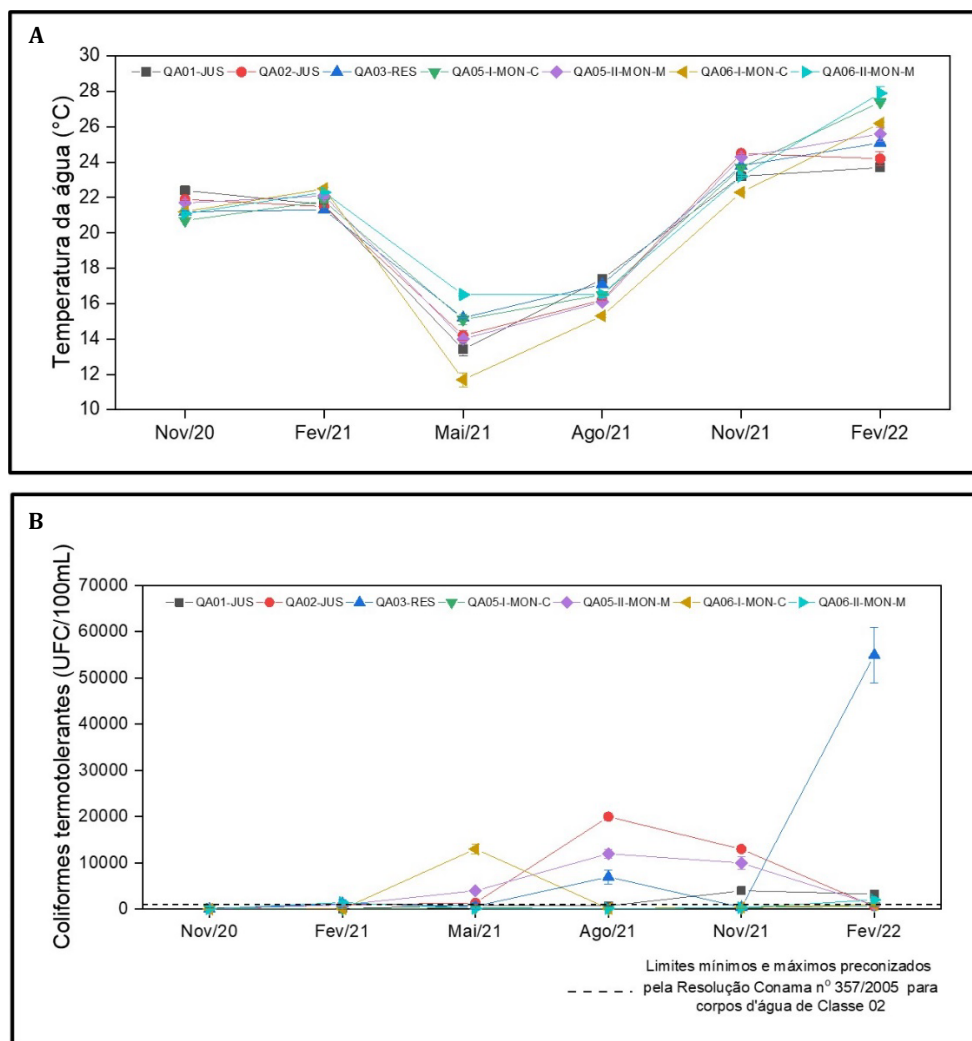 A
Temperatura da água (°C)
30
28
26
24
22
20
18
16
14
12
10
QA01-JUS QA02-JUS QA03-RES QA05-I-MON-C QA05-II-MON-M QA06-I-MON-C QA06-II-MON-M
Nov/20 Fev/21 Mai/21 Ago/21 Nov/21 Fev/22
B
Coliformes termotolerantes (UFC/100mL)
70000
60000
50000
40000
30000
20000
10000
0
QA01-JUS QA02-JUS QA03-RES QA05-I-MON-C QA05-II-MON-M QA06-I-MON-C QA06-II-MON-M
Nov/20 Fev/21 Mai/21 Ago/21 Nov/21 Fev/22
Limites mínimos e máximos preconizados
pela Resolução Conama nº 357/2005 para
corpos d'água de Classe 02